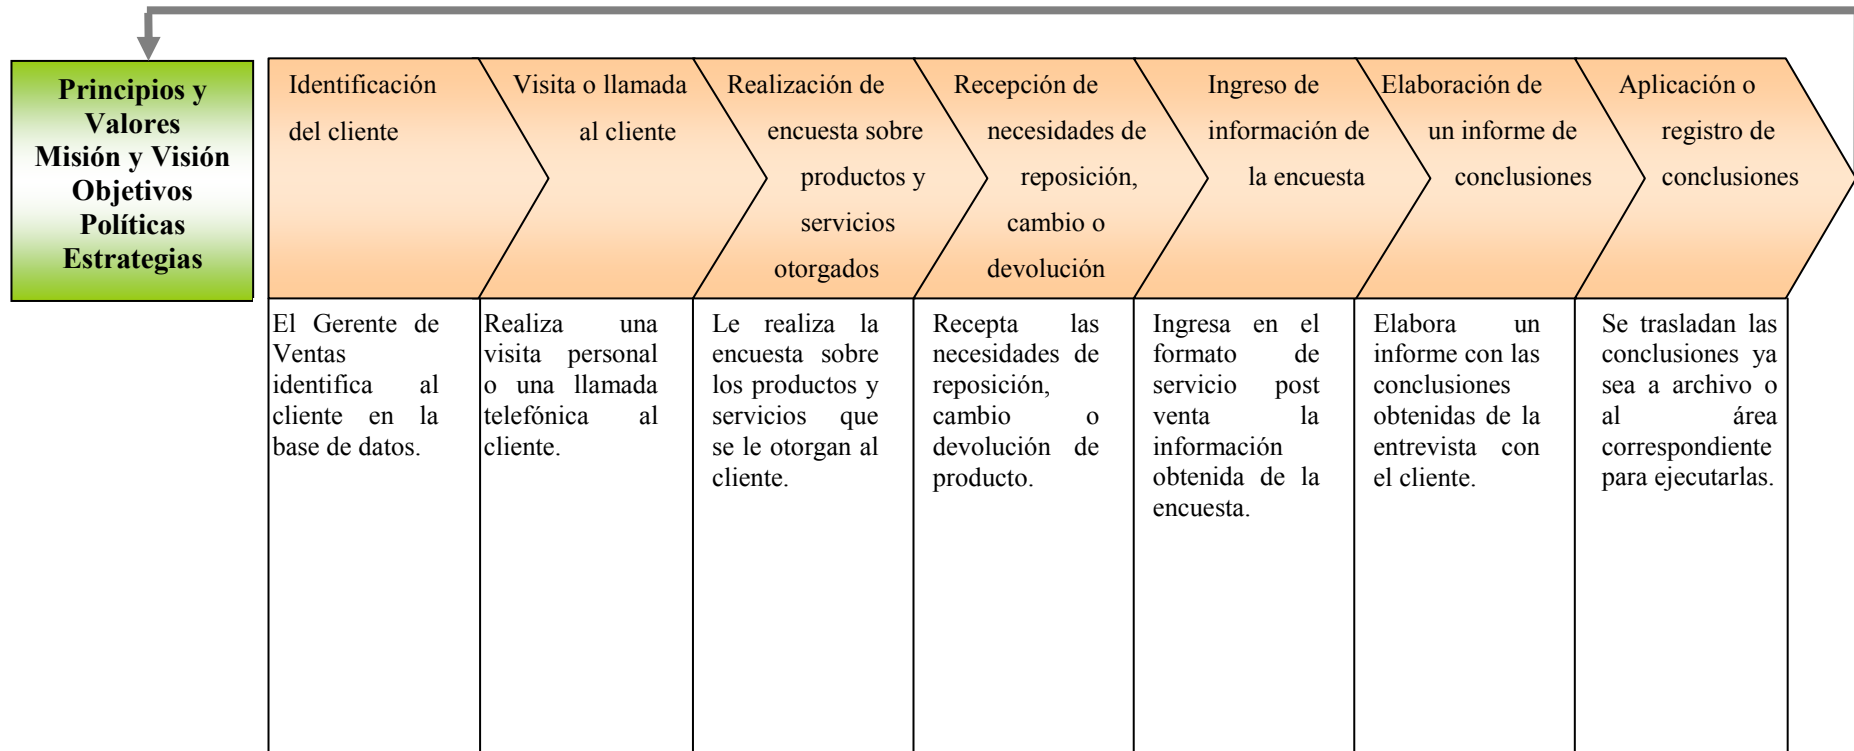 Principios y
Valores
Misión y Visión
Objetivos
Políticas
Estrategias
Identificación
del cliente
Visita o llamada
al cliente
Realización de
encuesta sobre
productos y
servicios
otorgados
Recepción de
necesidades de
reposición,
cambio o
devolución
Ingreso de
información de
la encuesta
Elaboración de
un informe de
conclusiones
Aplicación o
registro de
conclusiones
El Gerente de
Ventas
identifica al
cliente en la
base de datos.
Realiza una
visita personal
o una llamada
telefónica al
cliente.
Le realiza la
encuesta sobre
los productos y
servicios que
se le otorgan al
cliente.
Recepta las
necesidades de
reposición,
cambio o
devolución de
producto.
Ingresa en el
formato de
servicio post
venta la
información
obtenida de la
encuesta.
Elabora un
informe con las
conclusiones
obtenidas de la
entrevista con
el cliente.
Se trasladan las
conclusiones ya
sea a archivo o
al área
correspondiente
para ejecutarlas.